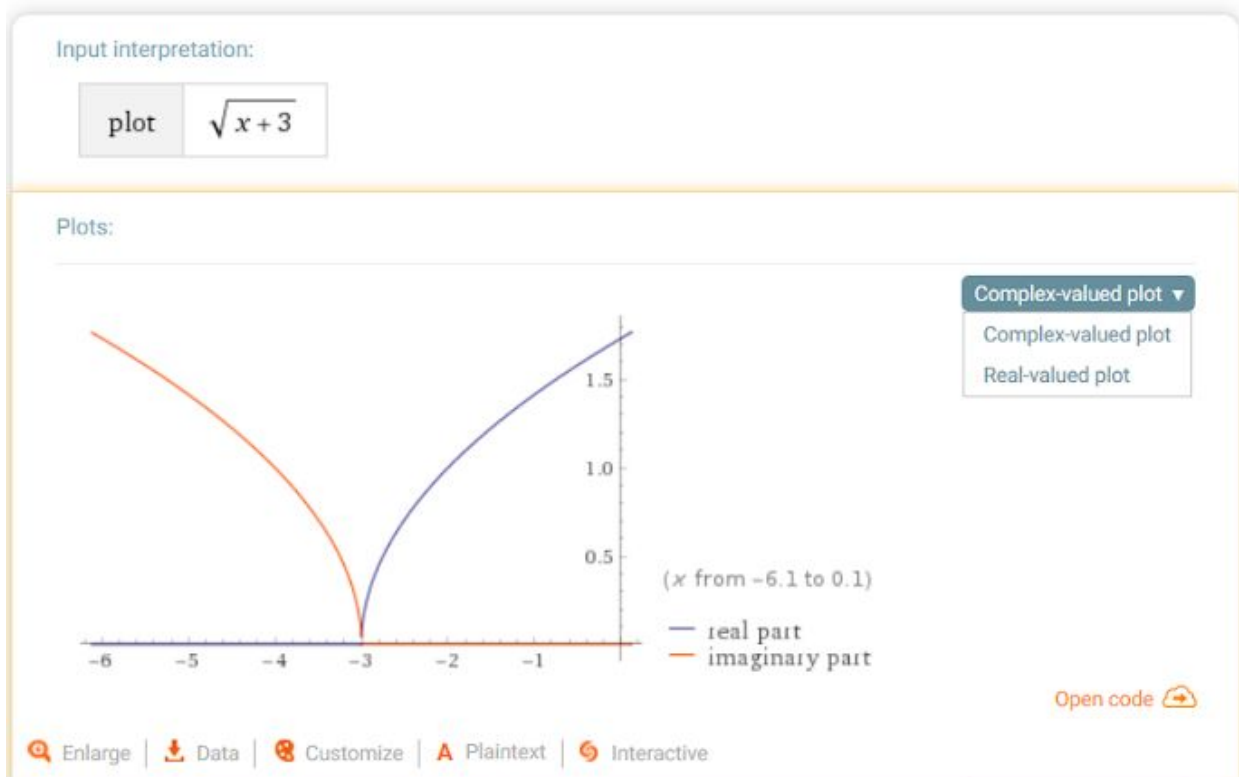 Input interpretation:
plot √x + 3
Plots:
Complex-valued plot ▼
Complex-valued plot
Real-valued plot
1.5
1.0
0.5
(x from −6.1 to 0.1)
real part
imaginary part
−6 −5 −4 −3 −2 −1
Open code
Enlarge Data Customize A Plaintext Interactive